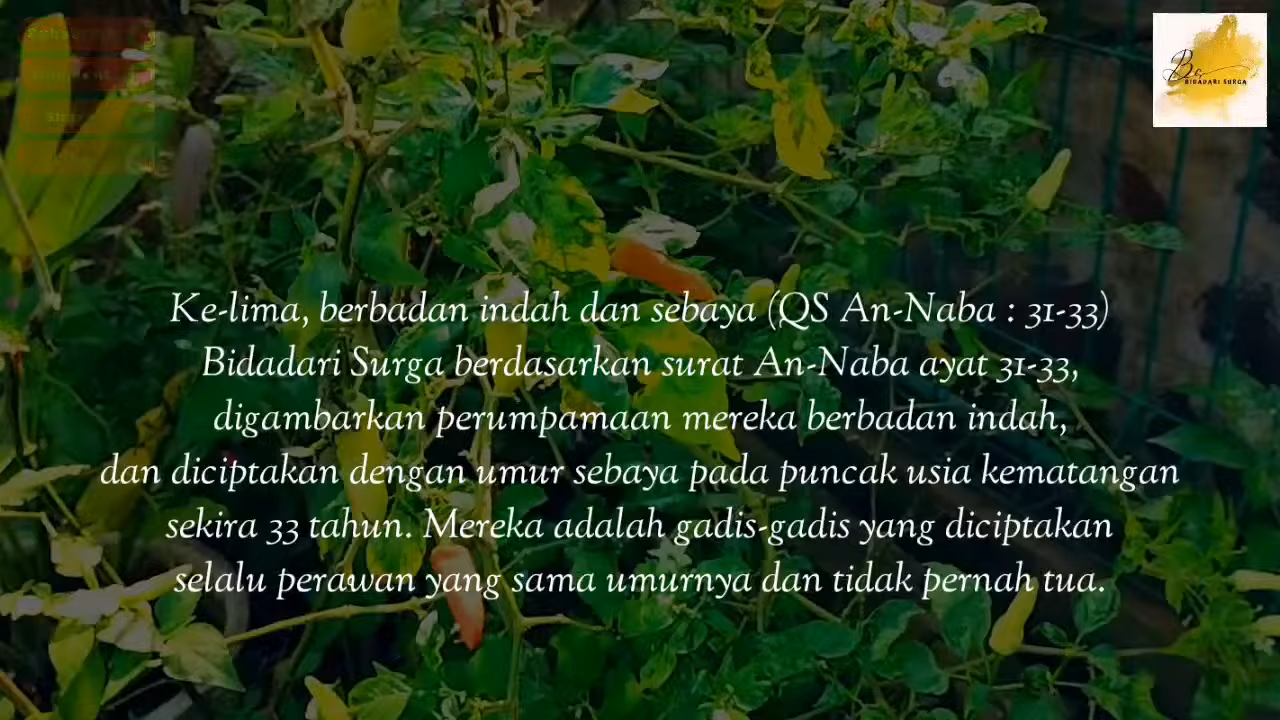 BIDADARI SURGA
Ke-lima, berbadan indah dan sebaya (QS An-Naba : 31-33)
Bidadari Surga berdasarkan surat An-Naba ayat 31-33,
digambarkan perumpamaan mereka berbadan indah,
dan diciptakan dengan umur sebaya pada puncak usia kematangan
sekira 33 tahun. Mereka adalah gadis-gadis yang diciptakan
selalu perawan yang sama umurnya dan tidak pernah tua.